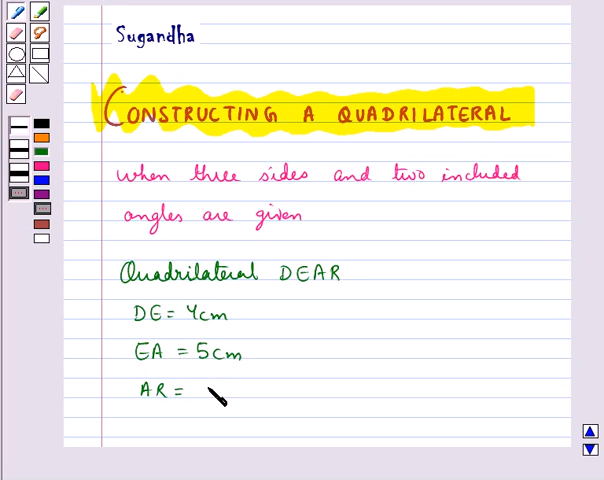 Sugandha
CONSTRUCTING A QUADRILATERAL
when three sides and two included
angles are given
Quadrilateral DEAR
DE = 4cm
EA = 5cm
AR =